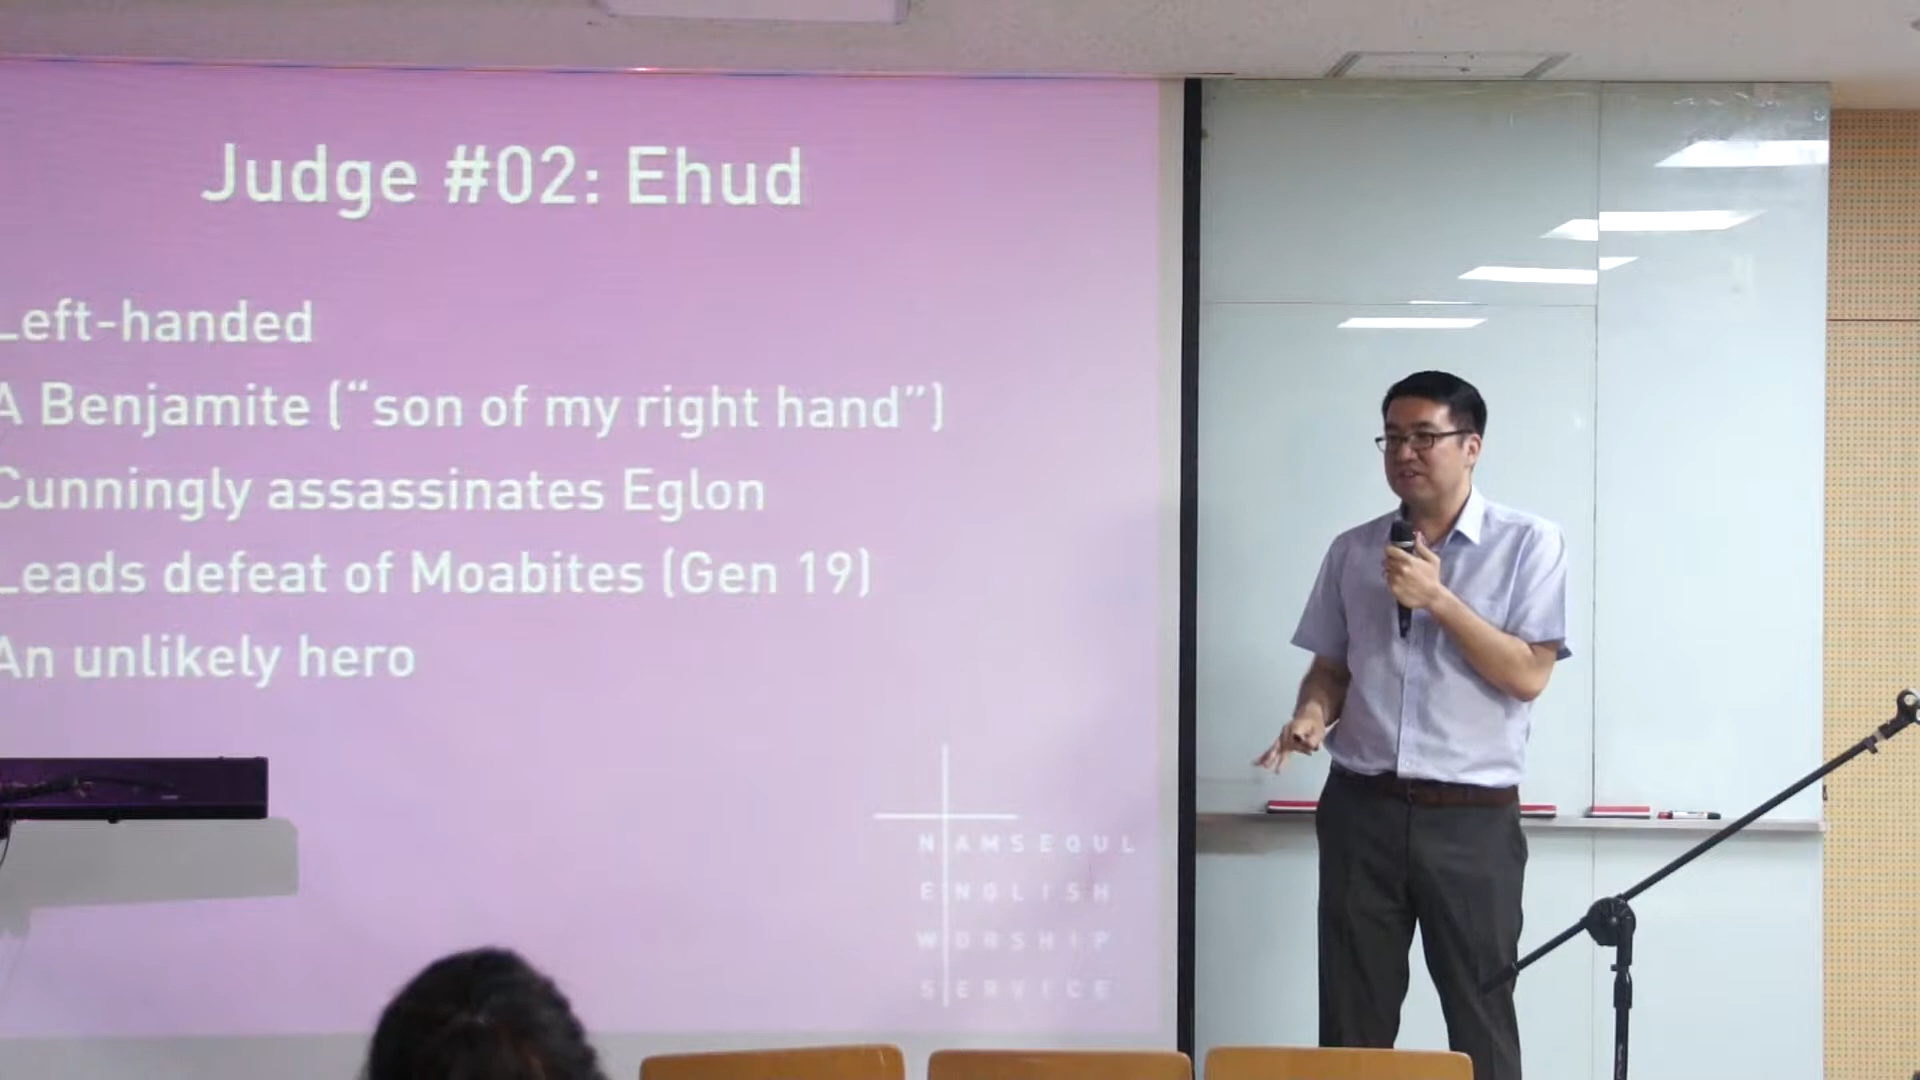 Judge #02: Ehud
Left-handed
A Benjamite (“son of my right hand”)
Cunningly assassinates Eglon
Leads defeat of Moabites (Gen 19)
An unlikely hero
NAMSEOUL
ENGLISH
WORSHIP
SERVICE